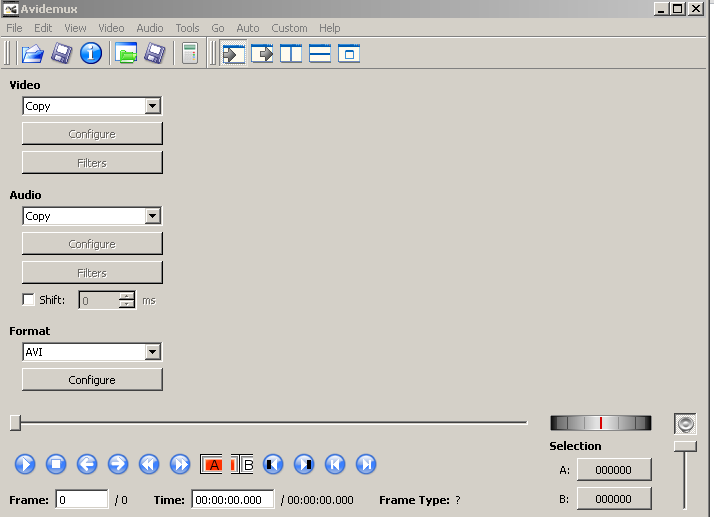 Avidemux
File Edit View Video Audio Tools Go Auto Custom Help
Video
Copy
Configure
Filters
Audio
Copy
Configure
Filters
Shift: 0 ms
Format
AVI
Configure
Selection
A: 000000
A B
B: 000000
Frame: 0 / 0 Time: 00:00:00.000 / 00:00:00.000 Frame Type: ?